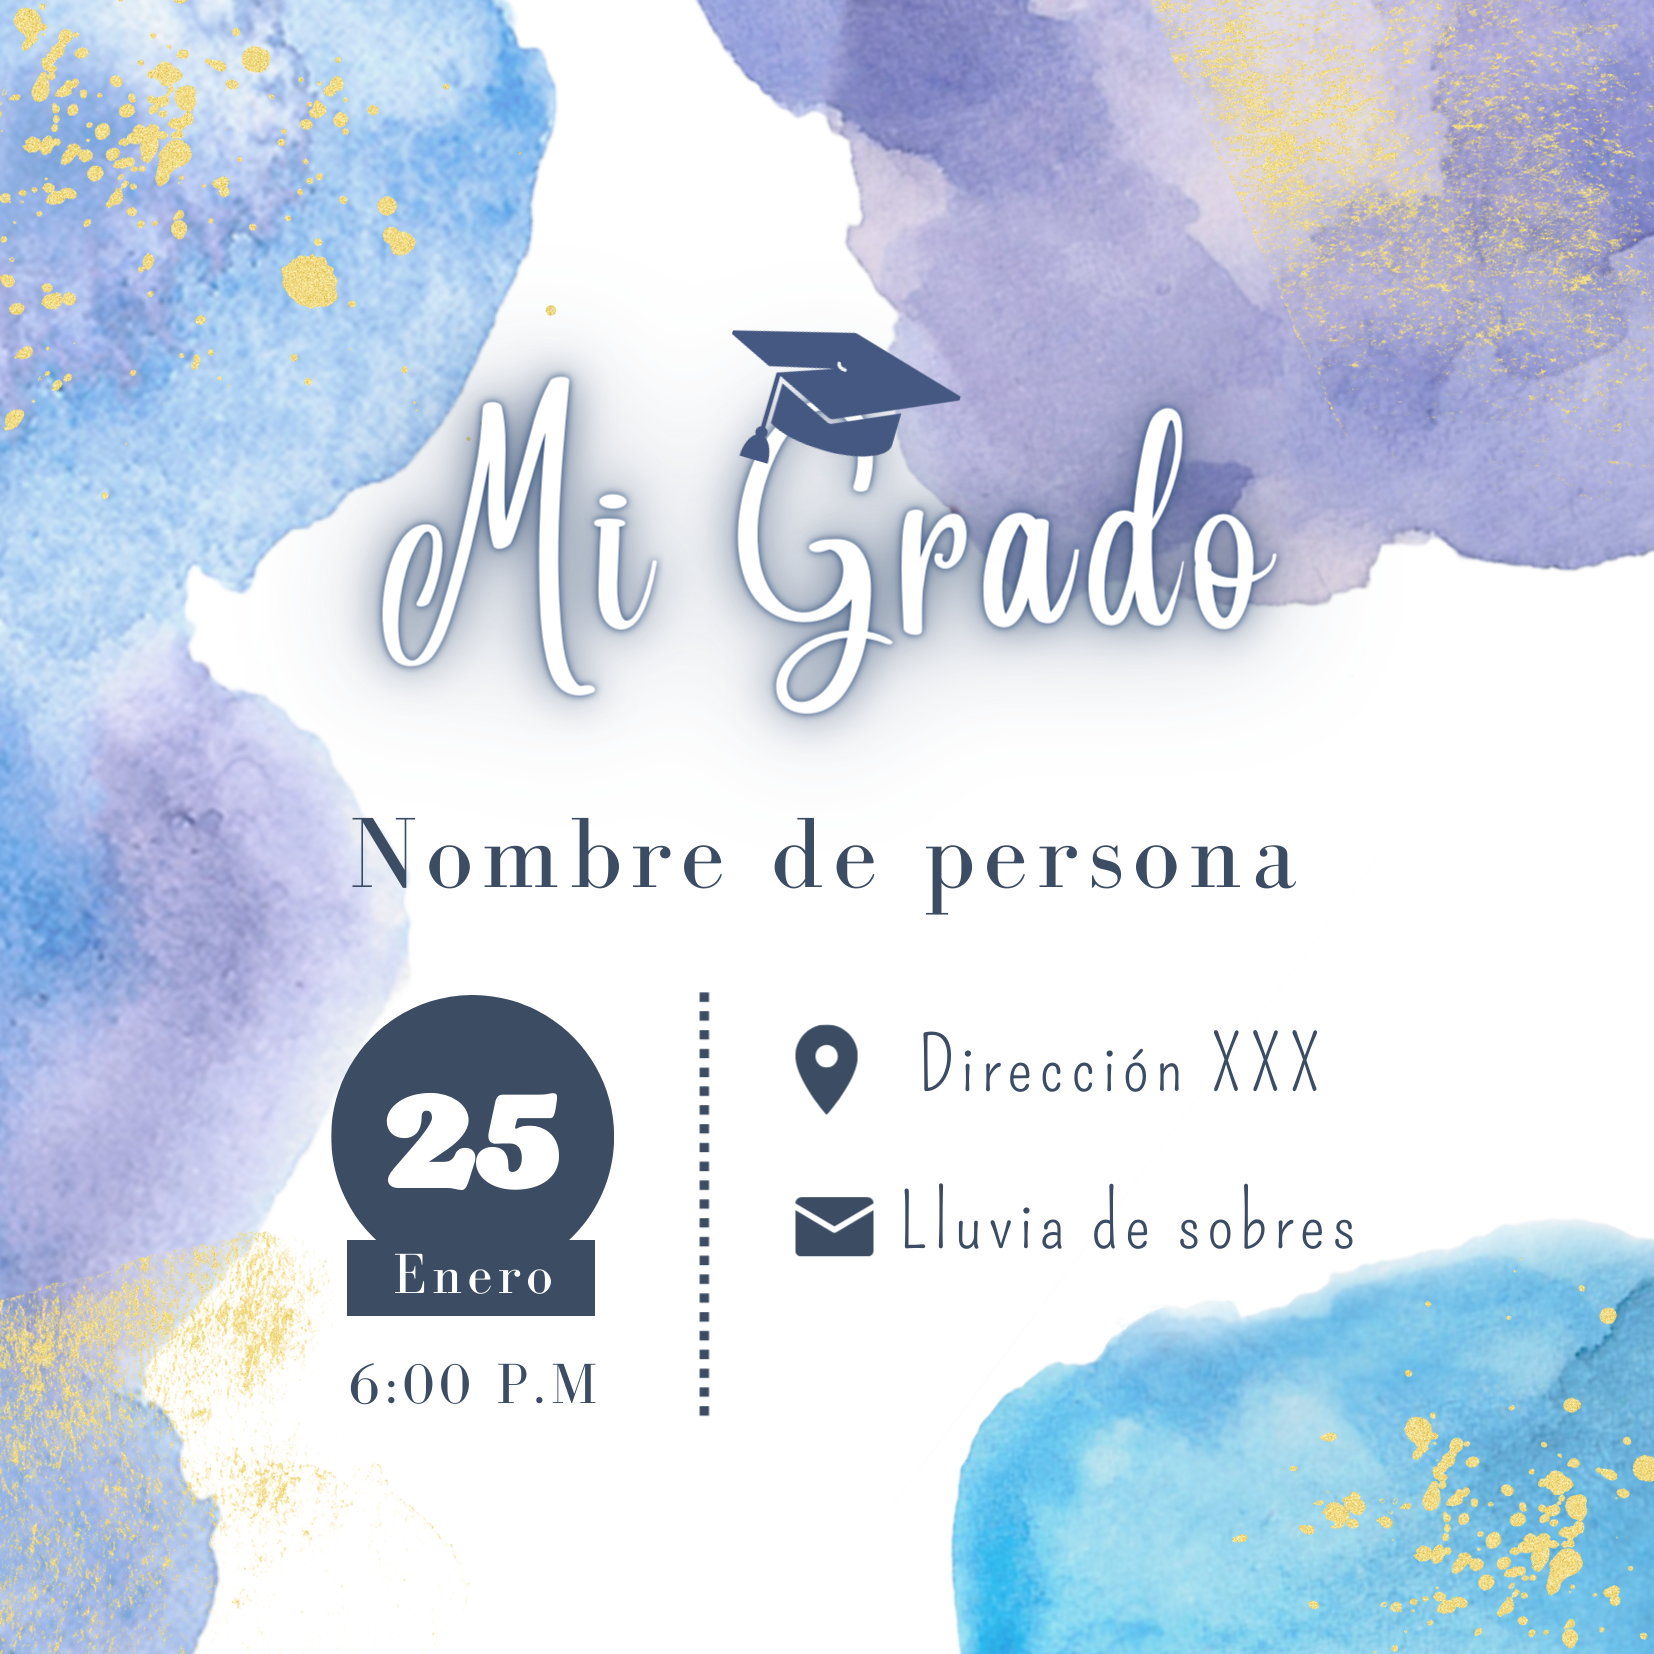 Mi Grado
Nombre de persona
25
Enero
6:00 P.M
Dirección XXX
Lluvia de sobres